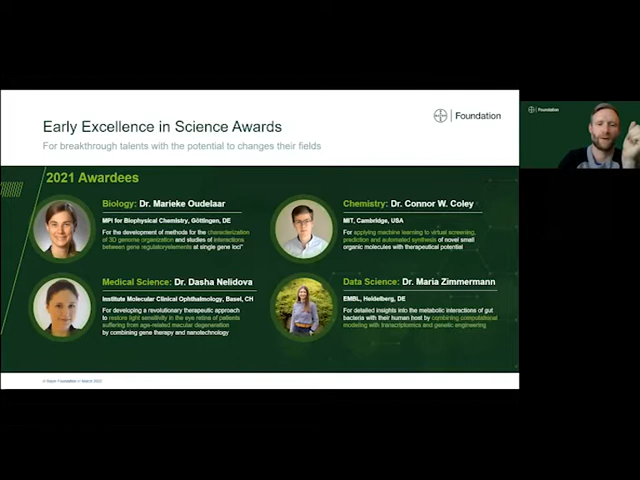 Early Excellence in Science Awards
For breakthrough talents with the potential to changes their fields
BAYER Foundation
2021 Awardees
Biology: Dr. Marieke Oudelaar
MPI for Biophysical Chemistry, Göttingen, DE
For the development of methods for the characterization
of 3D genome organization and studies of interactions
between gene regulatoryelements at single gene loci"
Chemistry: Dr. Connor W. Coley
MIT, Cambridge, USA
For applying machine learning to virtual screening,
prediction and automated synthesis of novel small
organic molecules with therapeutical potential
Medical Science: Dr. Dasha Nelidova
Institute Molecular Clinical Ophthalmology, Basel, CH
For developing a revolutionary therapeutic approach
to restore light sensitivity in the eye retina of patients
suffering from age-related macular degeneration
by combining gene therapy and nanotechnology
Data Science: Dr. Maria Zimmermann
EMBL, Heidelberg, DE
For detailed insights into the metabolic interactions of gut
bacteria with their human host by combining computational
modeling with transcriptomics and genetic engineering
© Bayer Foundation // March 2022
Foundation